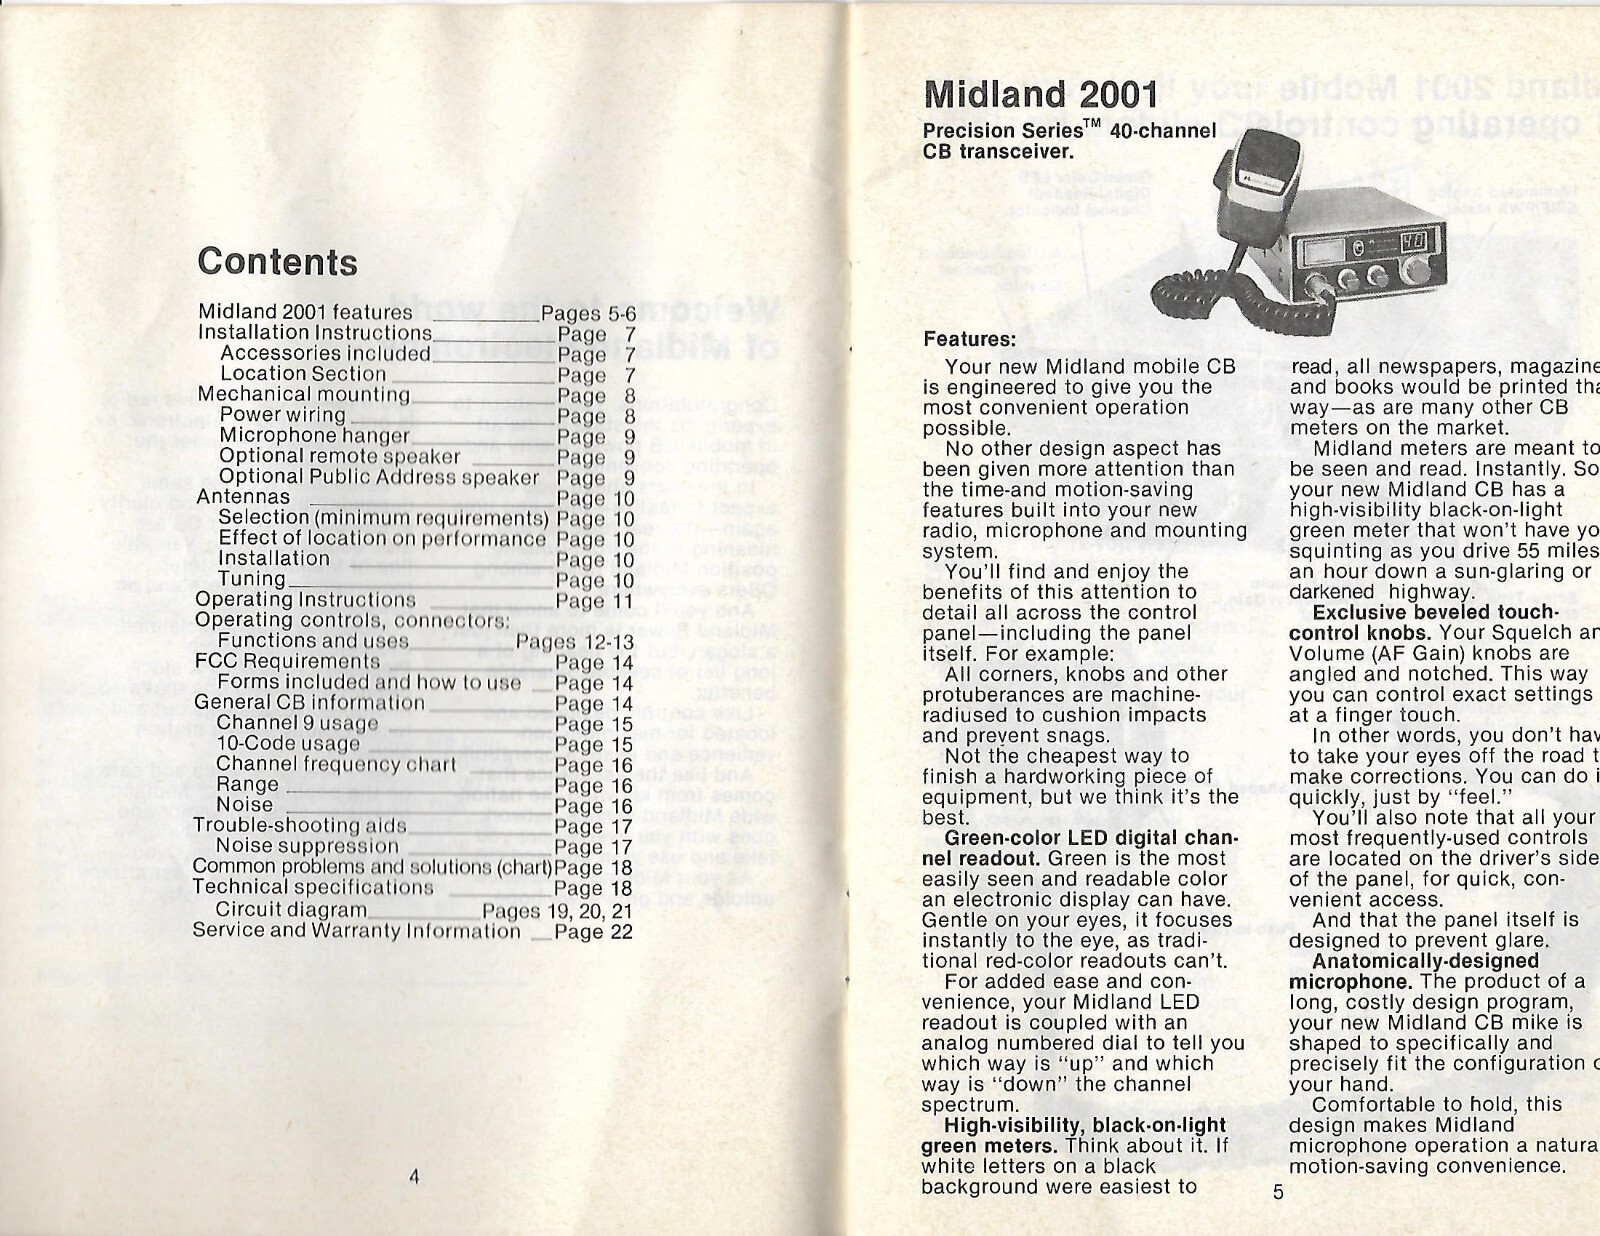 Contents
Midland 2001 features ________ Pages 5-6
Installation Instructions ________ Page 7
Accessories included ________ Page 7
Location Section ________ Page 7
Mechanical mounting ________ Page 8
Power wiring ________ Page 8
Microphone hanger ________ Page 9
Optional remote speaker ________ Page 9
Optional Public Address speaker Page 9
Antennas ________ Page 10
Selection (minimum requirements) Page 10
Effect of location on performance Page 10
Installation ________ Page 10
Tuning ________ Page 10
Operating Instructions ________ Page 11
Operating controls, connectors:
Functions and uses ________ Pages 12-13
FCC Requirements ________ Page 14
Forms included and how to use __ Page 14
General CB information ________ Page 14
Channel 9 usage ________ Page 15
10-Code usage ________ Page 15
Channel frequency chart ________ Page 16
Range ________ Page 16
Noise ________ Page 16
Trouble-shooting aids ________ Page 17
Noise suppression ________ Page 17
Common problems and solutions (chart) Page 18
Technical specifications ________ Page 18
Circuit diagram ________ Pages 19, 20, 21
Service and Warranty Information __ Page 22
4
Midland 2001
Precision Series™ 40-channel
CB transceiver.
40
Features:
Your new Midland mobile CB
is engineered to give you the
most convenient operation
possible.
No other design aspect has
been given more attention than
the time-and motion-saving
features built into your new
radio, microphone and mounting
system.
You'll find and enjoy the
benefits of this attention to
detail all across the control
panel—including the panel
itself. For example:
All corners, knobs and other
protuberances are machine-
radiused to cushion impacts
and prevent snags.
Not the cheapest way to
finish a hardworking piece of
equipment, but we think it's the
best.
Green-color LED digital chan-
nel readout. Green is the most
easily seen and readable color
an electronic display can have.
Gentle on your eyes, it focuses
instantly to the eye, as tradi-
tional red-color readouts can't.
For added ease and con-
venience, your Midland LED
readout is coupled with an
analog numbered dial to tell you
which way is "up" and which
way is "down" the channel
spectrum.
High-visibility, black-on-light
green meters. Think about it. If
white letters on a black
background were easiest to
read, all newspapers, magazine
and books would be printed tha
way—as are many other CB
meters on the market.
Midland meters are meant to
be seen and read. Instantly. So
your new Midland CB has a
high-visibility black-on-light
green meter that won't have yo
squinting as you drive 55 miles
an hour down a sun-glaring or
darkened highway.
Exclusive beveled touch-
control knobs. Your Squelch an
Volume (AF Gain) knobs are
angled and notched. This way
you can control exact settings
at a finger touch.
In other words, you don't hav
to take your eyes off the road t
make corrections. You can do i
quickly, just by "feel."
You'll also note that all your
most frequently-used controls
are located on the driver's side
of the panel, for quick, con-
venient access.
And that the panel itself is
designed to prevent glare.
Anatomically-designed
microphone. The product of a
long, costly design program,
your new Midland CB mike is
shaped to specifically and
precisely fit the configuration o
your hand.
Comfortable to hold, this
design makes Midland
microphone operation a natura
motion-saving convenience.
5